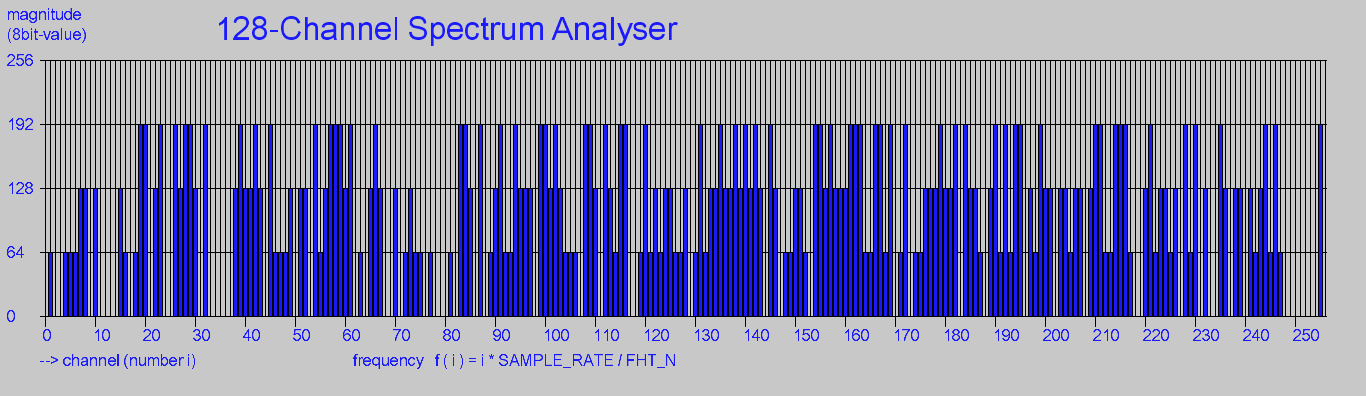 magnitude
(8bit-value)
128-Channel Spectrum Analyser
256
192
128
64
0
0 10 20 30 40 50 60 70 80 90 100 110 120 130 140 150 160 170 180 190 200 210 220 230 240 250
--> channel (number i)
frequency f ( i ) = i * SAMPLE_RATE / FHT_N